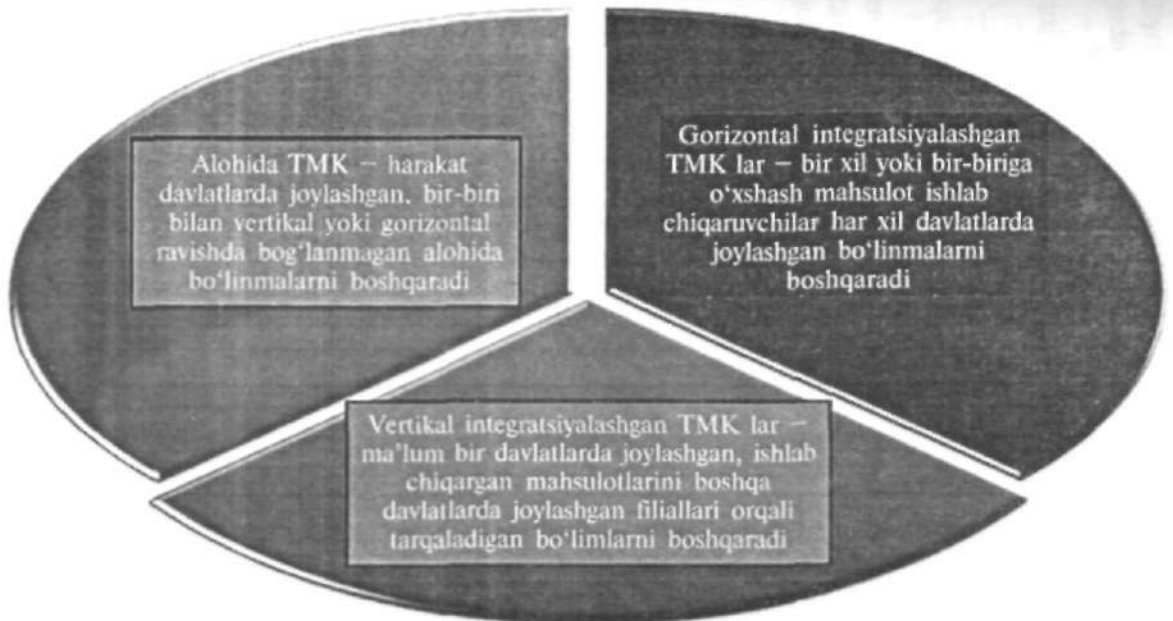 Alohida TMK – harakat
davlatlarda joylashgan, bir-biri
bilan vertikal yoki gorizontal
ravishda bog‘lanmagan alohida
bo‘linmalarni boshqaradi
Gorizontal integratsiyalashgan
TMK lar – bir xil yoki bir-biriga
o‘xshash mahsulot ishlab
chiqaruvchilar har xil davlatlarda
joylashgan bo‘linmalarni
boshqaradi
Vertikal integratsiyalashgan TMK lar –
ma’lum bir davlatlarda joylashgan, ishlab
chiqargan mahsulotlarini boshqa
davlatlarda joylashgan filiallari orqali
tarqaladigan bo‘limlarni boshqaradi